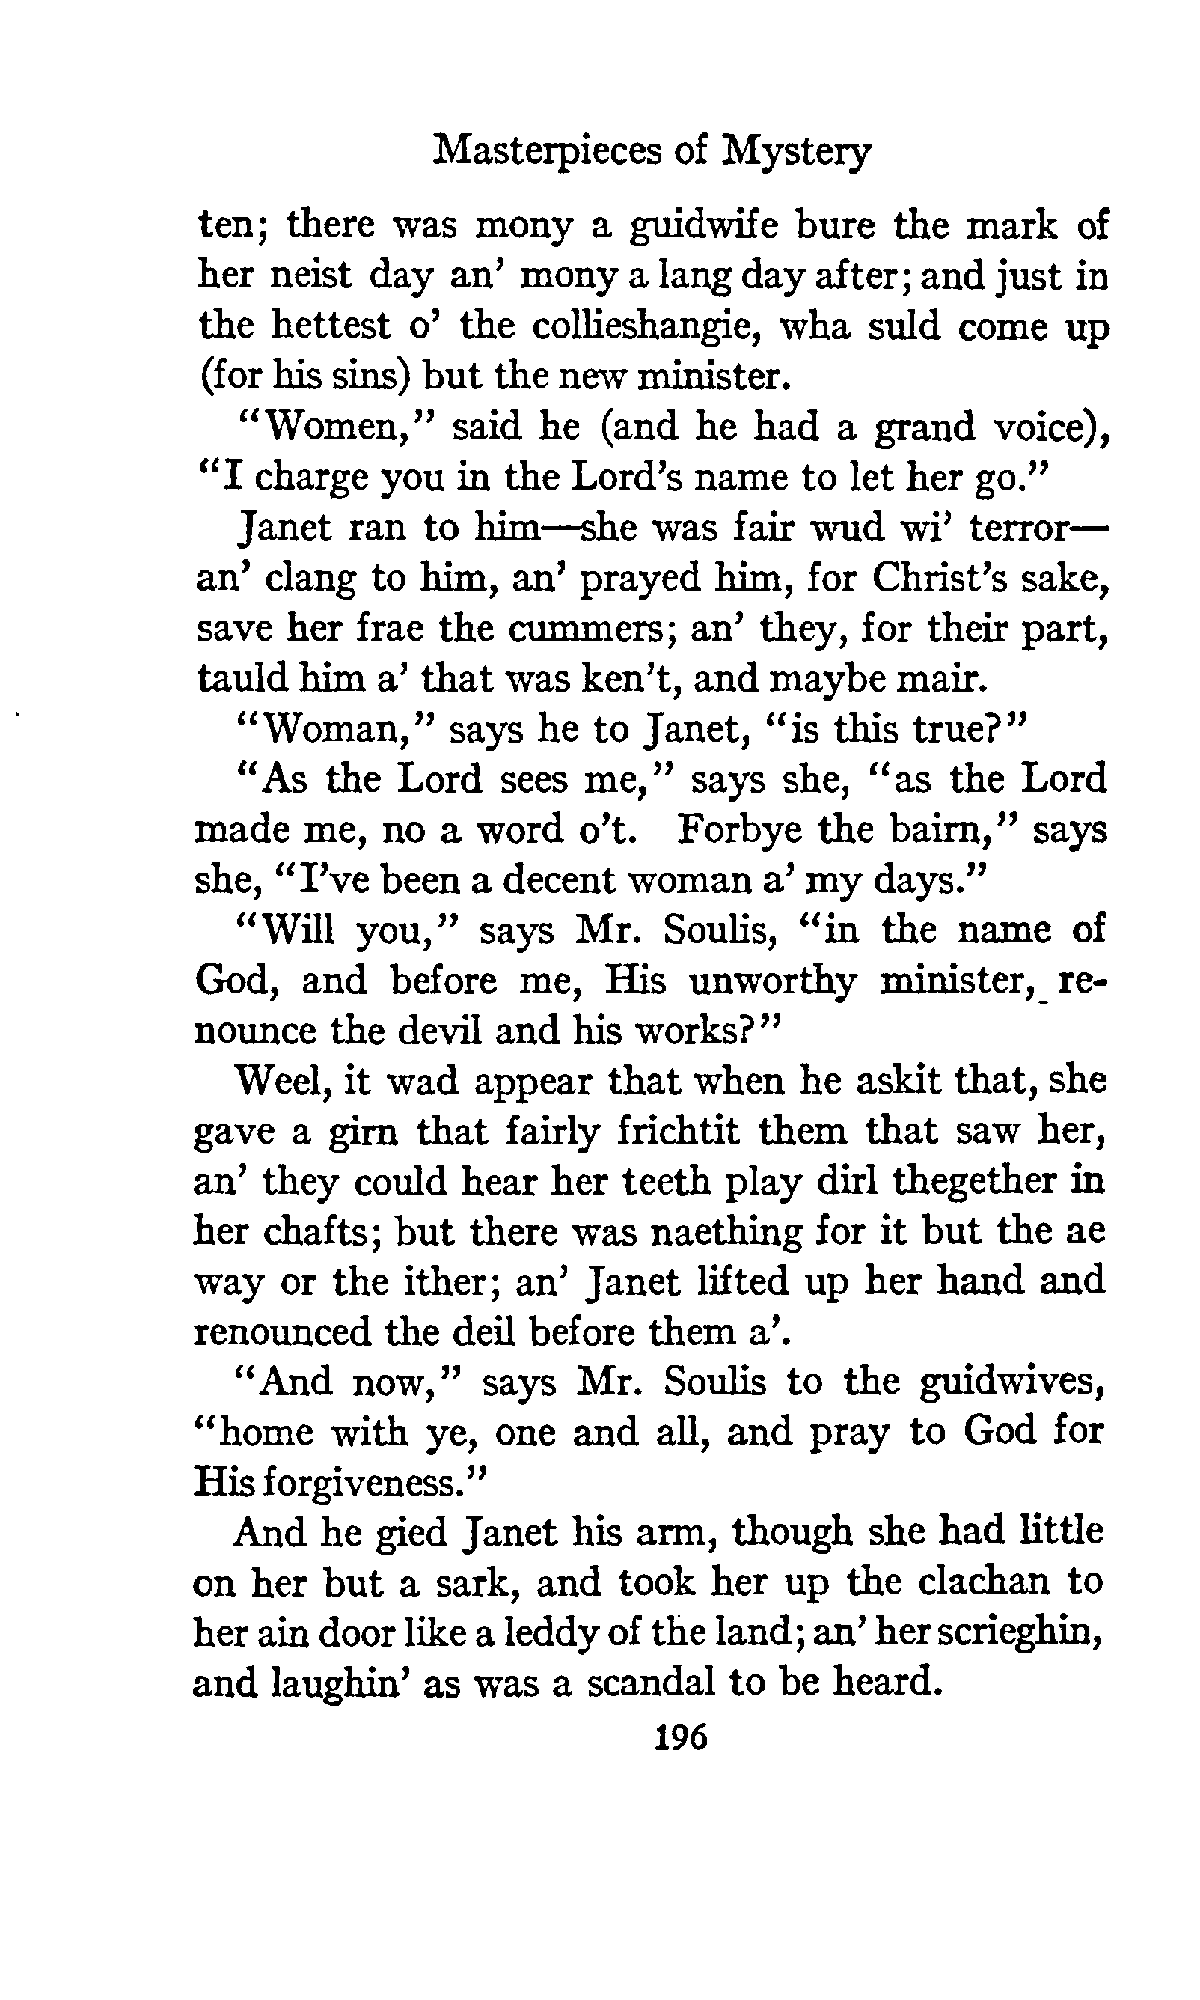 Masterpieces of Mystery
ten; there was mony a guidwife bure the mark of
her neist day an' mony a lang day after; and just in
the hettest o' the collieshangie, wha suld come up
(for his sins) but the new minister.
"Women," said he (and he had a grand voice),
"I charge you in the Lord's name to let her go."
Janet ran to him—she was fair wud wi' terror—
an' clang to him, an' prayed him, for Christ's sake,
save her frae the cummers; an' they, for their part,
tauld him a' that was ken't, and maybe mair.
"Woman," says he to Janet, "is this true?"
"As the Lord sees me," says she, "as the Lord
made me, no a word o't. Forbye the bairn," says
she, "I've been a decent woman a' my days."
"Will you," says Mr. Soulis, "in the name of
God, and before me, His unworthy minister, re-
nounce the devil and his works?"
Weel, it wad appear that when he askit that, she
gave a girn that fairly frichtit them that saw her,
an' they could hear her teeth play dirl thegether in
her chafts; but there was naething for it but the ae
way or the ither; an' Janet lifted up her hand and
renounced the deil before them a'.
"And now," says Mr. Soulis to the guidwives,
"home with ye, one and all, and pray to God for
His forgiveness."
And he gied Janet his arm, though she had little
on her but a sark, and took her up the clachan to
her ain door like a leddy of the land; an' her scrieghin,
and laughin' as was a scandal to be heard.
196